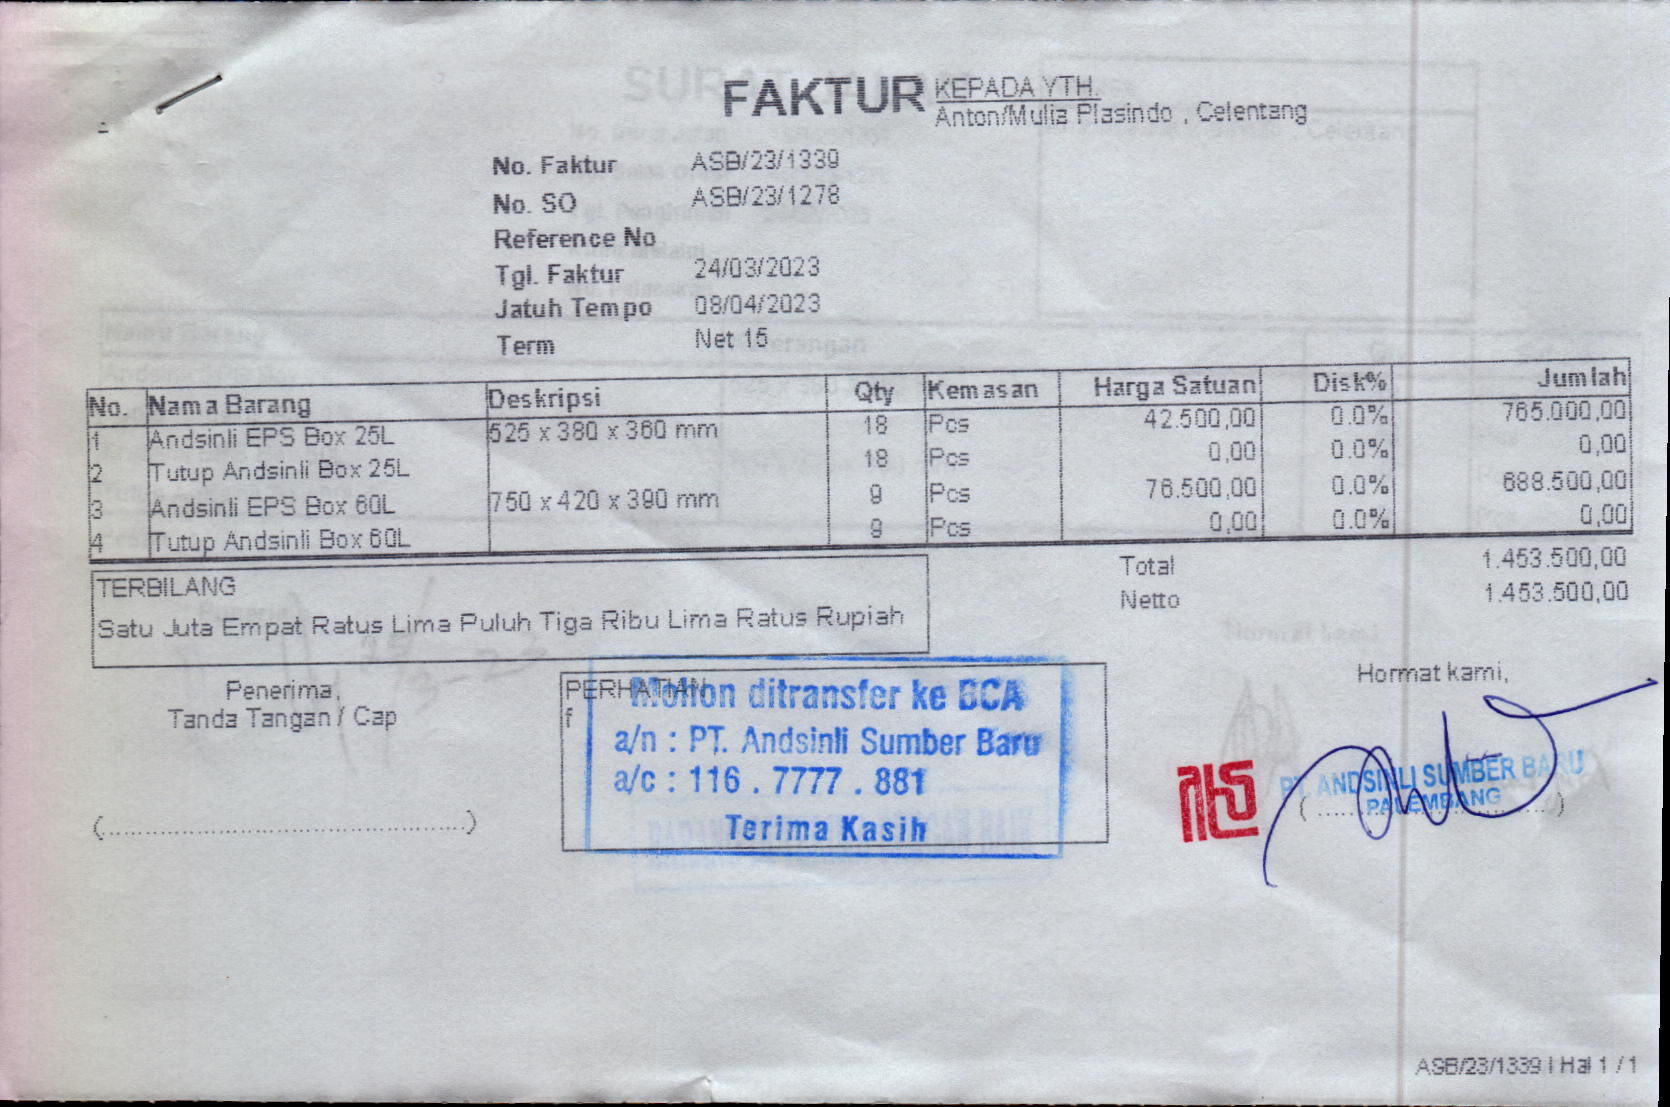 FAKTUR
KEPADA YTH.
Anton/Mulia Plasindo , Celentang
No. Faktur ASB/23/1339
No. SO ASB/23/1278
Reference No
Tgl. Faktur 24/03/2023
Jatuh Tempo 08/04/2023
Term Net 15
No. Nama Barang Deskripsi Qty Kemasan Harga Satuan Disk% Jumlah
1 Andsinli EPS Box 25L 525 x 380 x 360 mm 18 Pcs 42.500,00 0.0% 765.000,00
2 Tutup Andsinli Box 25L 18 Pcs 0,00 0.0% 0,00
3 Andsinli EPS Box 60L 750 x 420 x 390 mm 9 Pcs 76.500,00 0.0% 688.500,00
4 Tutup Andsinli Box 60L 9 Pcs 0,00 0.0% 0,00
Total 1.453.500,00
Netto 1.453.500,00
TERBILANG
Satu Juta Empat Ratus Lima Puluh Tiga Ribu Lima Ratus Rupiah
Penerima,
Tanda Tangan / Cap
(..................................................)
PERHATIAN
f
Mohon ditransfer ke BCA
a/n : PT. Andsinli Sumber Baru
a/c : 116 . 7777 . 881
Terima Kasih
Hormat kami,
PT. ANDSINLI SUMBER BARU
PALEMBANG
(..................................)
ASB/23/1339 | Hal 1 / 1